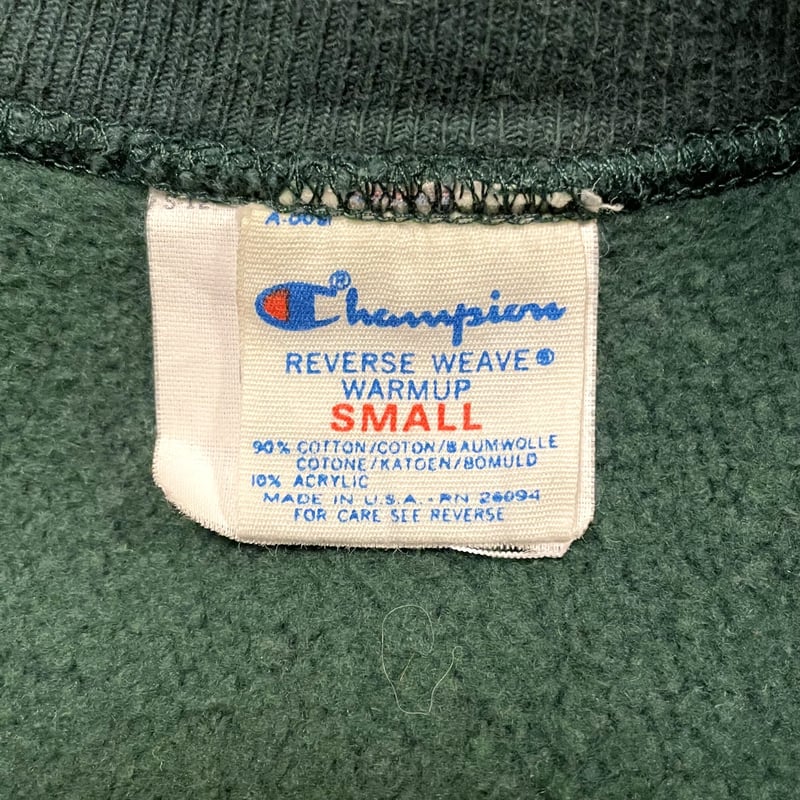 Champion®
REVERSE WEAVE®
WARMUP
SMALL
90% COTTON/COTON/BAUMWOLLE
COTONE/KATOEN/BOMULD
10% ACRYLIC
MADE IN U.S.A. - RN 26094
FOR CARE SEE REVERSE